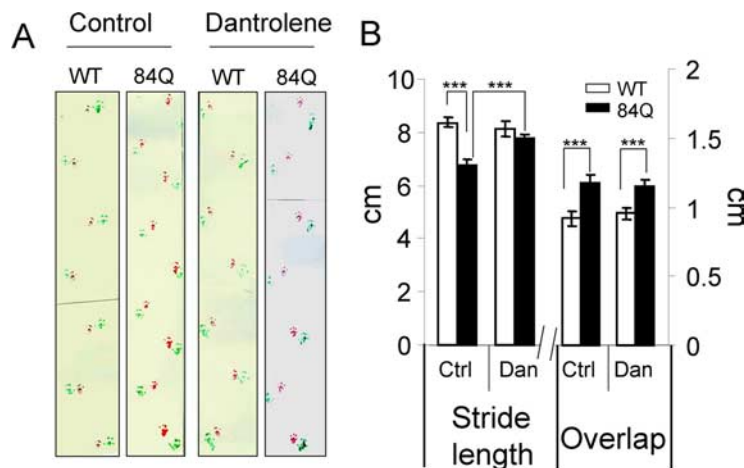 A
Control Dantrolene
WT 84Q WT 84Q
B
10
8
6
4
2
0
cm
2
1.5
1
0.5
0
cm
WT
84Q
*** ***
*** ***
Ctrl Dan Ctrl Dan
Stride length
Overlap